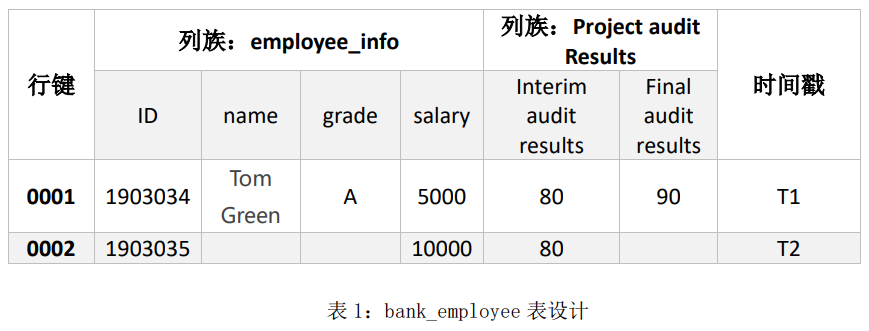 行键 列族：employee_info 列族：Project audit Results 时间戳
ID name grade salary Interim audit results Final audit results
0001 1903034 Tom Green A 5000 80 90 T1
0002 1903035 10000 80 T2
表 1：bank_employee 表设计